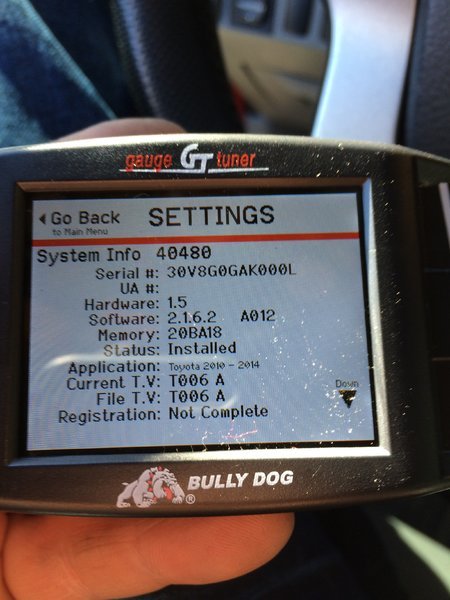 gauge GT tuner
Go Back SETTINGS
to Main Menu
System Info 40480
Serial #: 30V8G0GAK000L
UA #:
Hardware: 1.5
Software: 2.1.6.2 A012
Memory: 20BA18
Status: Installed
Application: Toyota 2010 - 2014
Current T.V: T006 A
File T.V: T006 A
Down
Registration: Not Complete
BULLY DOG
®